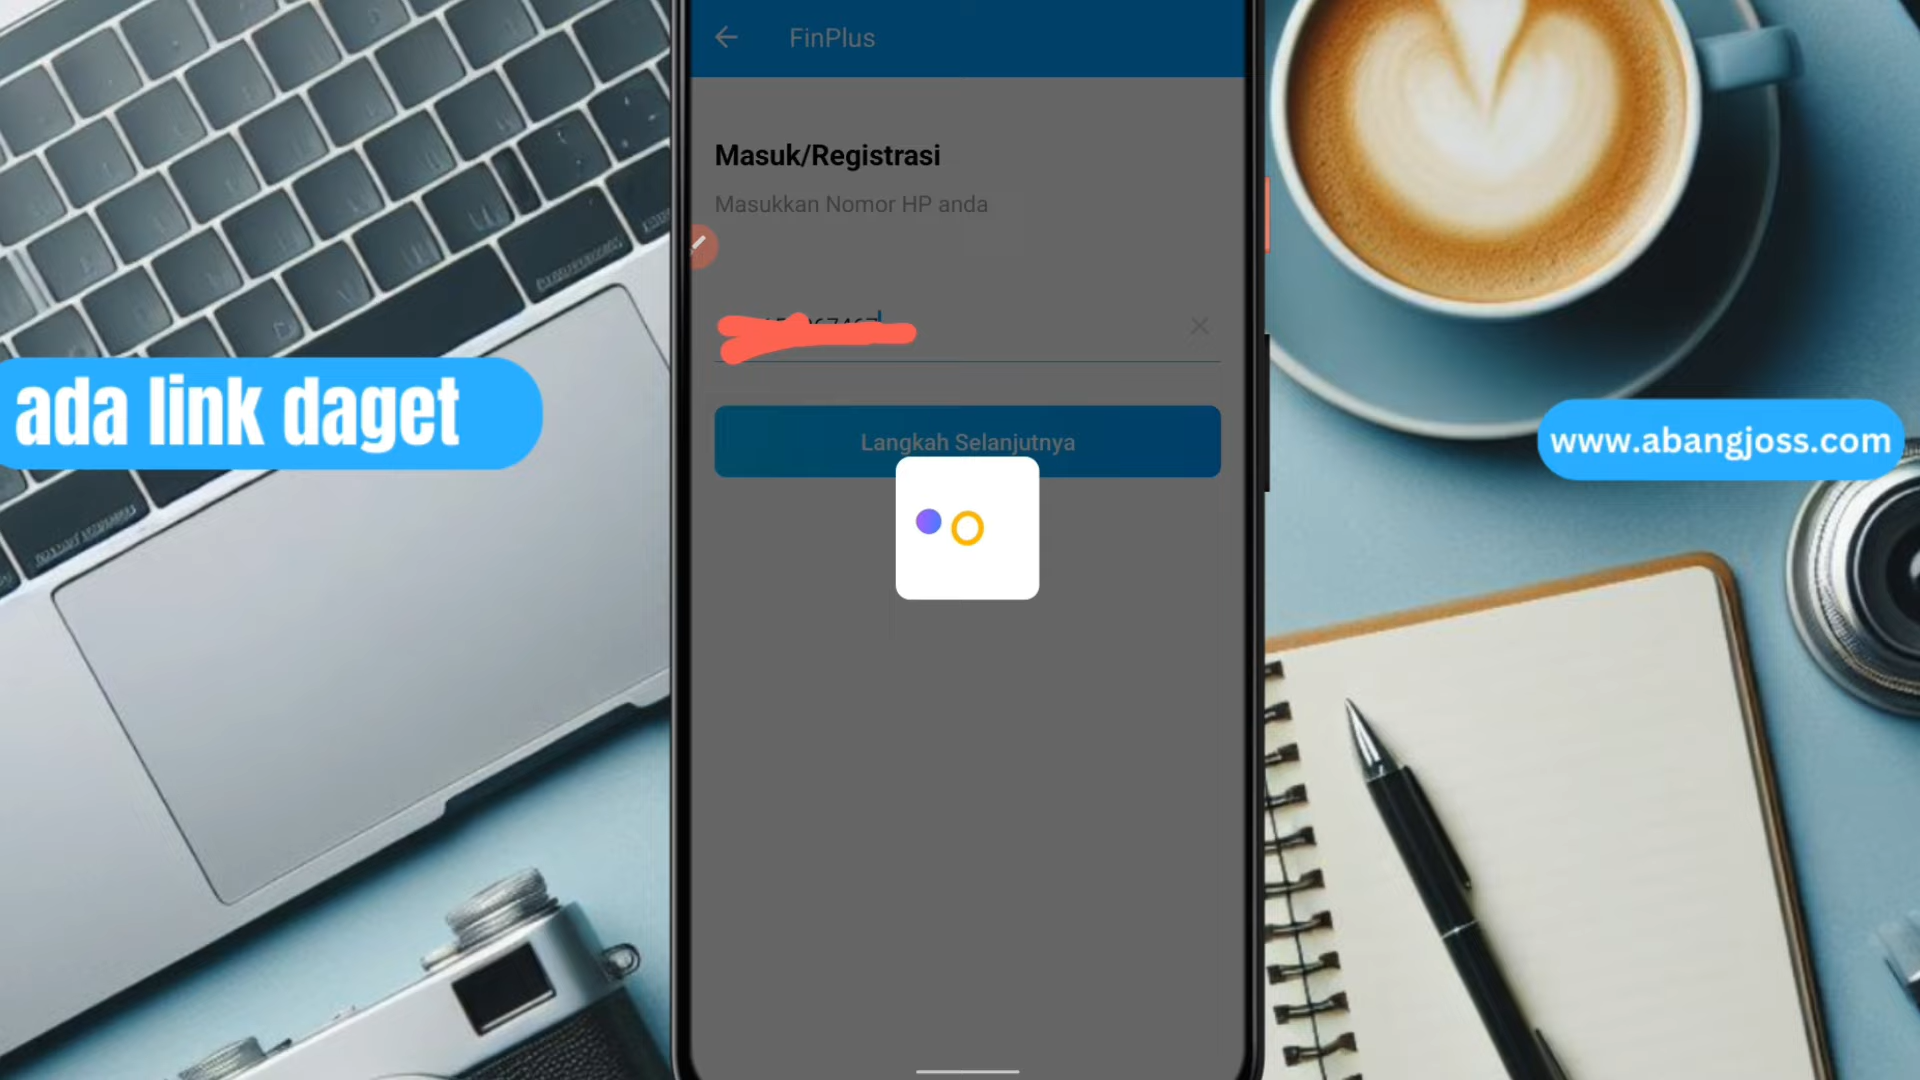 FinPlus
Masuk/Registrasi
Masukkan Nomor HP anda
Langkah Selanjutnya
ada link daget
www.abangjoss.com